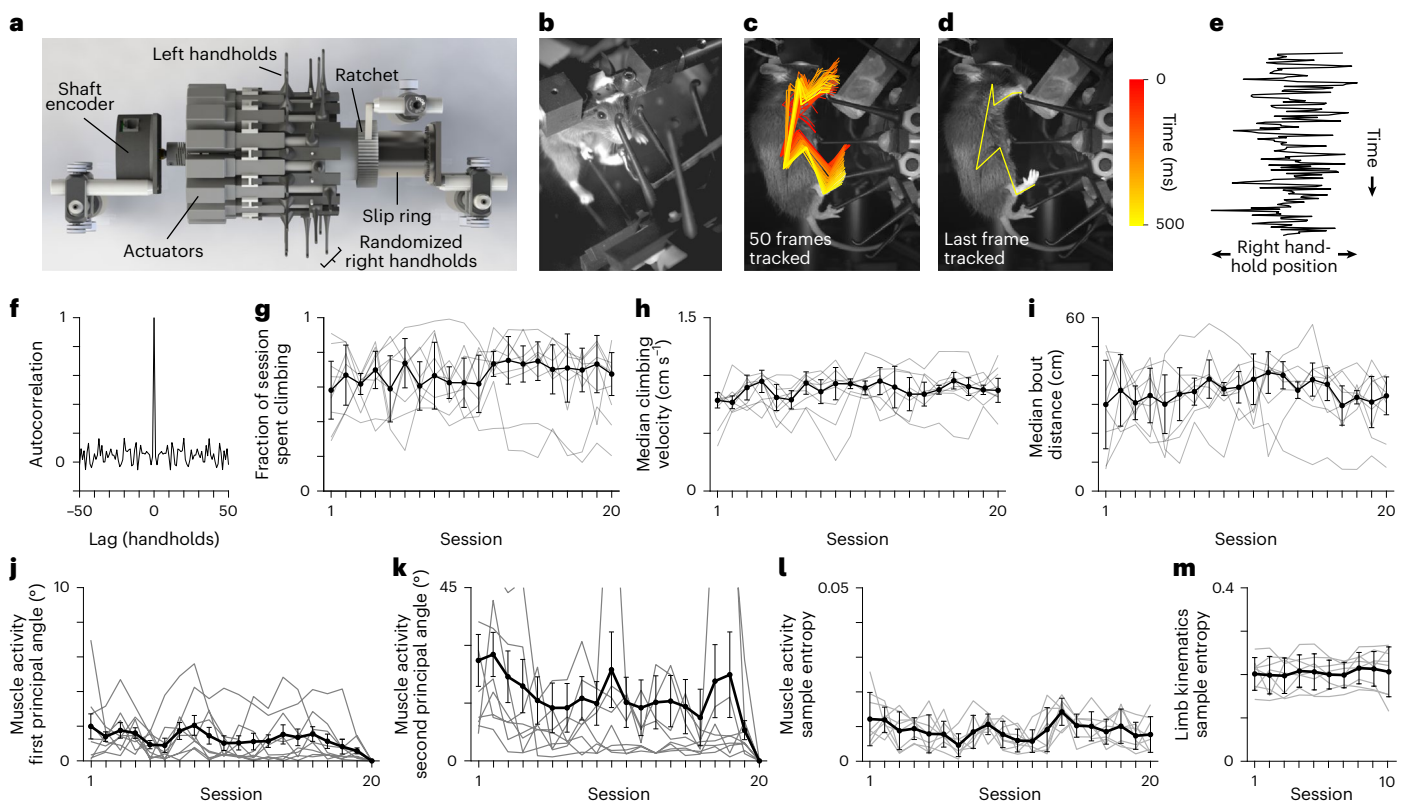 a
Left handholds
Ratchet
Shaft
encoder
Slip ring
Actuators
Randomized
right handholds
b
c
50 frames
tracked
d
Last frame
tracked
0
Time (ms)
500
e
Time
Right hand-
hold position
f
Autocorrelation
1
0
–50
0
50
Lag (handholds)
g
Fraction of session
spent climbing
1
0
1
20
Session
h
Median climbing
velocity (cm s–1)
1.5
0
1
20
Session
i
Median bout
distance (cm)
60
0
1
20
Session
j
Muscle activity
first principal angle (°)
10
0
1
20
Session
k
Muscle activity
second principal angle (°)
45
0
1
20
Session
l
Muscle activity
sample entropy
0.05
0
1
20
Session
m
Limb kinematics
sample entropy
0.4
0
1
10
Session